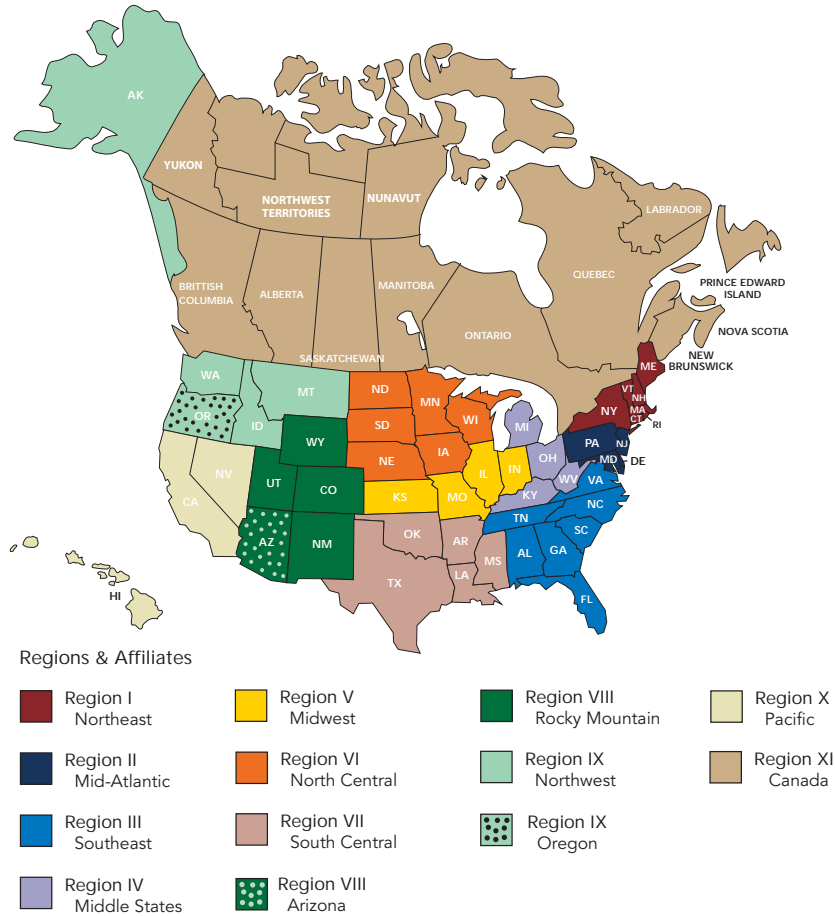 AK
YUKON
NORTHWEST
TERRITORIES
NUNAVUT
LABRADOR
BRITTISH
COLUMBIA
ALBERTA
MANITOBA
SASKATCHEWAN
ONTARIO
QUEBEC
PRINCE EDWARD
ISLAND
NOVA SCOTIA
NEW
BRUNSWICK
WA
OR
MT
ID
ND
SD
NE
MN
IA
WI
MI
ME
VT
NH
MA
CT
RI
NY
PA
NJ
MD
DE
OH
WV
KY
VA
NC
SC
TN
GA
AL
FL
IL
IN
MO
KS
WY
UT
CO
AZ
NM
NV
CA
OK
TX
AR
LA
MS
HI
Regions & Affiliates
Region I
Northeast
Region II
Mid-Atlantic
Region III
Southeast
Region IV
Middle States
Region V
Midwest
Region VI
North Central
Region VII
South Central
Region VIII
Arizona
Region VIII
Rocky Mountain
Region IX
Northwest
Region IX
Oregon
Region X
Pacific
Region XI
Canada